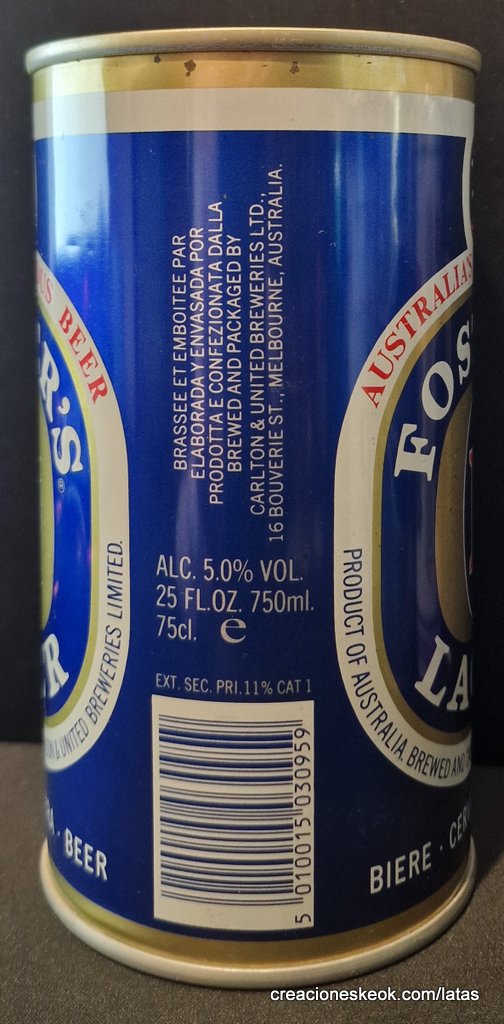 BEER
R'S
®
ER
& UNITED BREWERIES LIMITED.
· BEER
BRASSEE ET EMBOITEE PAR
ELABORADA Y ENVASADA POR
PRODOTTA E CONFEZIONATA DALLA
BREWED AND PACKAGED BY
CARLTON & UNITED BREWERIES LTD.,
16 BOUVERIE ST., MELBOURNE, AUSTRALIA.
ALC. 5.0% VOL.
25 FL.OZ. 750ml.
75cl. e
EXT. SEC. PRI.11% CAT 1
5 010015 030959
AUSTRALIA'S
FOS
LA
PRODUCT OF AUSTRALIA. BREWED AND
BIERE · CER
creacioneskeok.com/latas